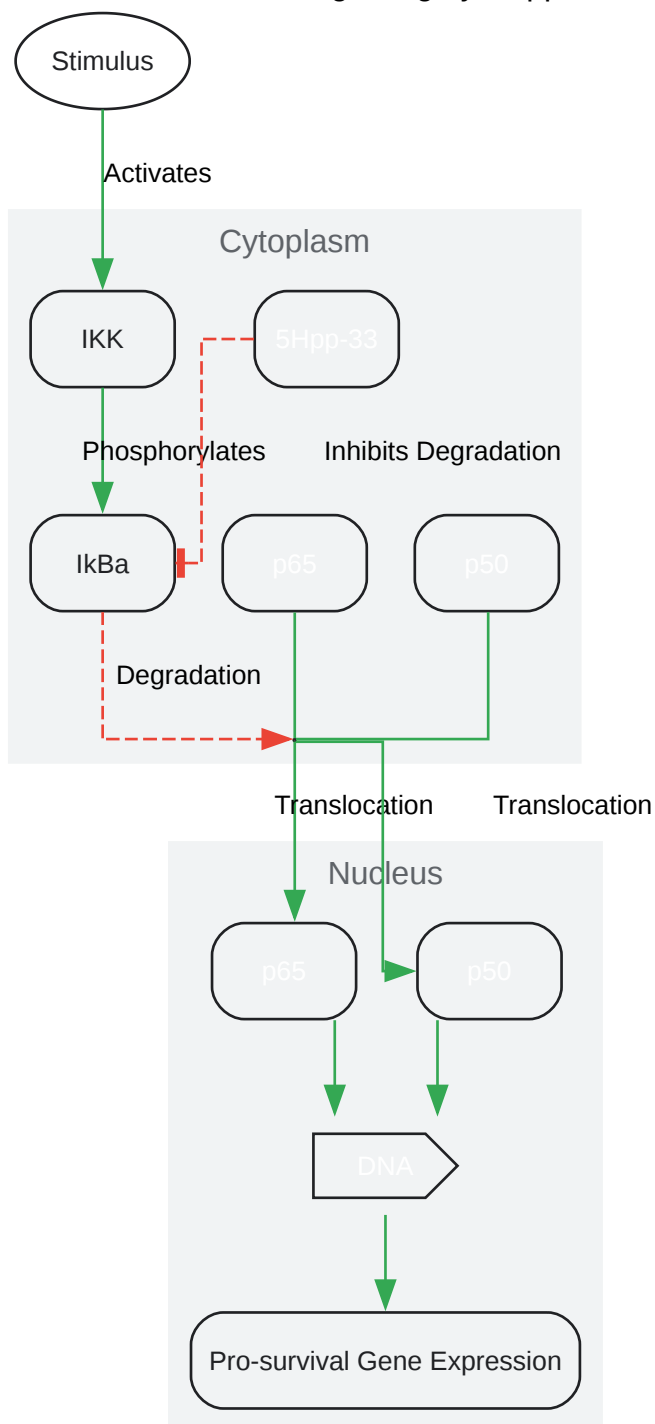 Stimulus
Activates
Cytoplasm
IKK
5Hpp-33
Phosphorylates
Inhibits Degradation
IkBa
p65
p50
Degradation
Translocation
Translocation
Nucleus
p65
p50
DNA
Pro-survival Gene Expression